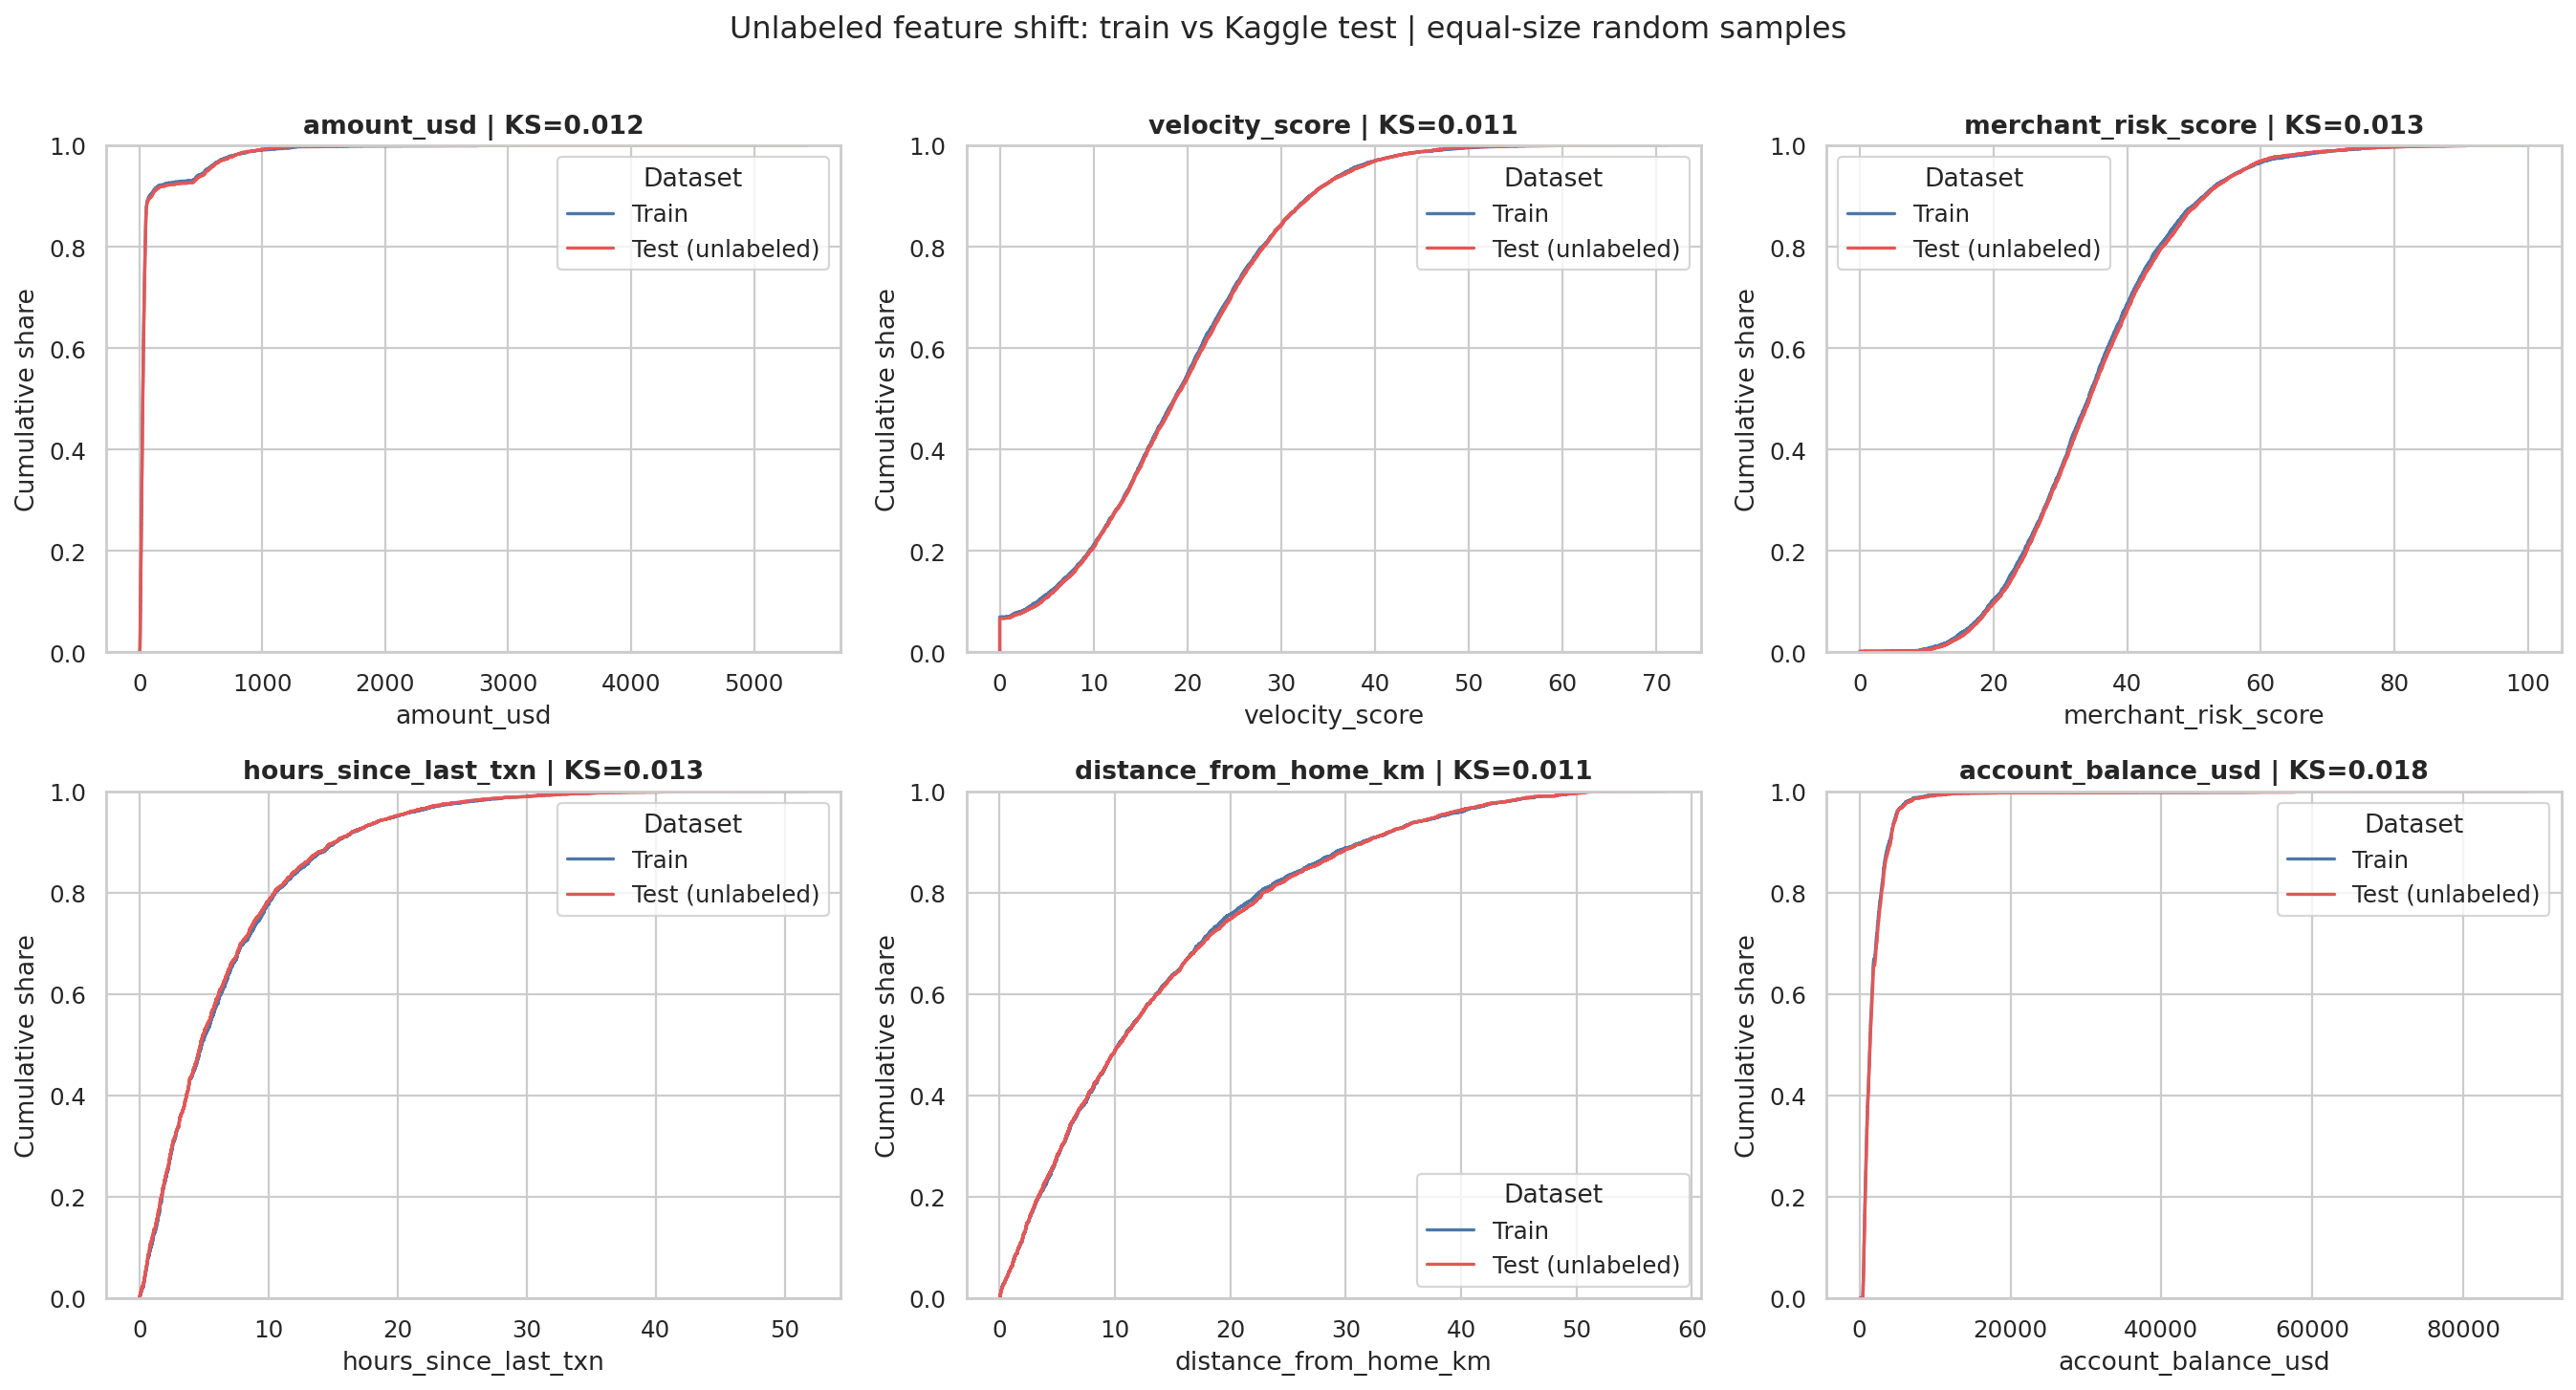 Unlabeled feature shift: train vs Kaggle test | equal-size random samples
amount_usd | KS=0.012
Cumulative share
1.0
0.8
0.6
0.4
0.2
0.0
Dataset
Train
Test (unlabeled)
0 1000 2000 3000 4000 5000
amount_usd
velocity_score | KS=0.011
Cumulative share
1.0
0.8
0.6
0.4
0.2
0.0
Dataset
Train
Test (unlabeled)
0 10 20 30 40 50 60 70
velocity_score
merchant_risk_score | KS=0.013
Cumulative share
1.0
0.8
0.6
0.4
0.2
0.0
Dataset
Train
Test (unlabeled)
0 20 40 60 80 100
merchant_risk_score
hours_since_last_txn | KS=0.013
Cumulative share
1.0
0.8
0.6
0.4
0.2
0.0
Dataset
Train
Test (unlabeled)
0 10 20 30 40 50
hours_since_last_txn
distance_from_home_km | KS=0.011
Cumulative share
1.0
0.8
0.6
0.4
0.2
0.0
Dataset
Train
Test (unlabeled)
0 10 20 30 40 50 60
distance_from_home_km
account_balance_usd | KS=0.018
Cumulative share
1.0
0.8
0.6
0.4
0.2
0.0
Dataset
Train
Test (unlabeled)
0 20000 40000 60000 80000
account_balance_usd